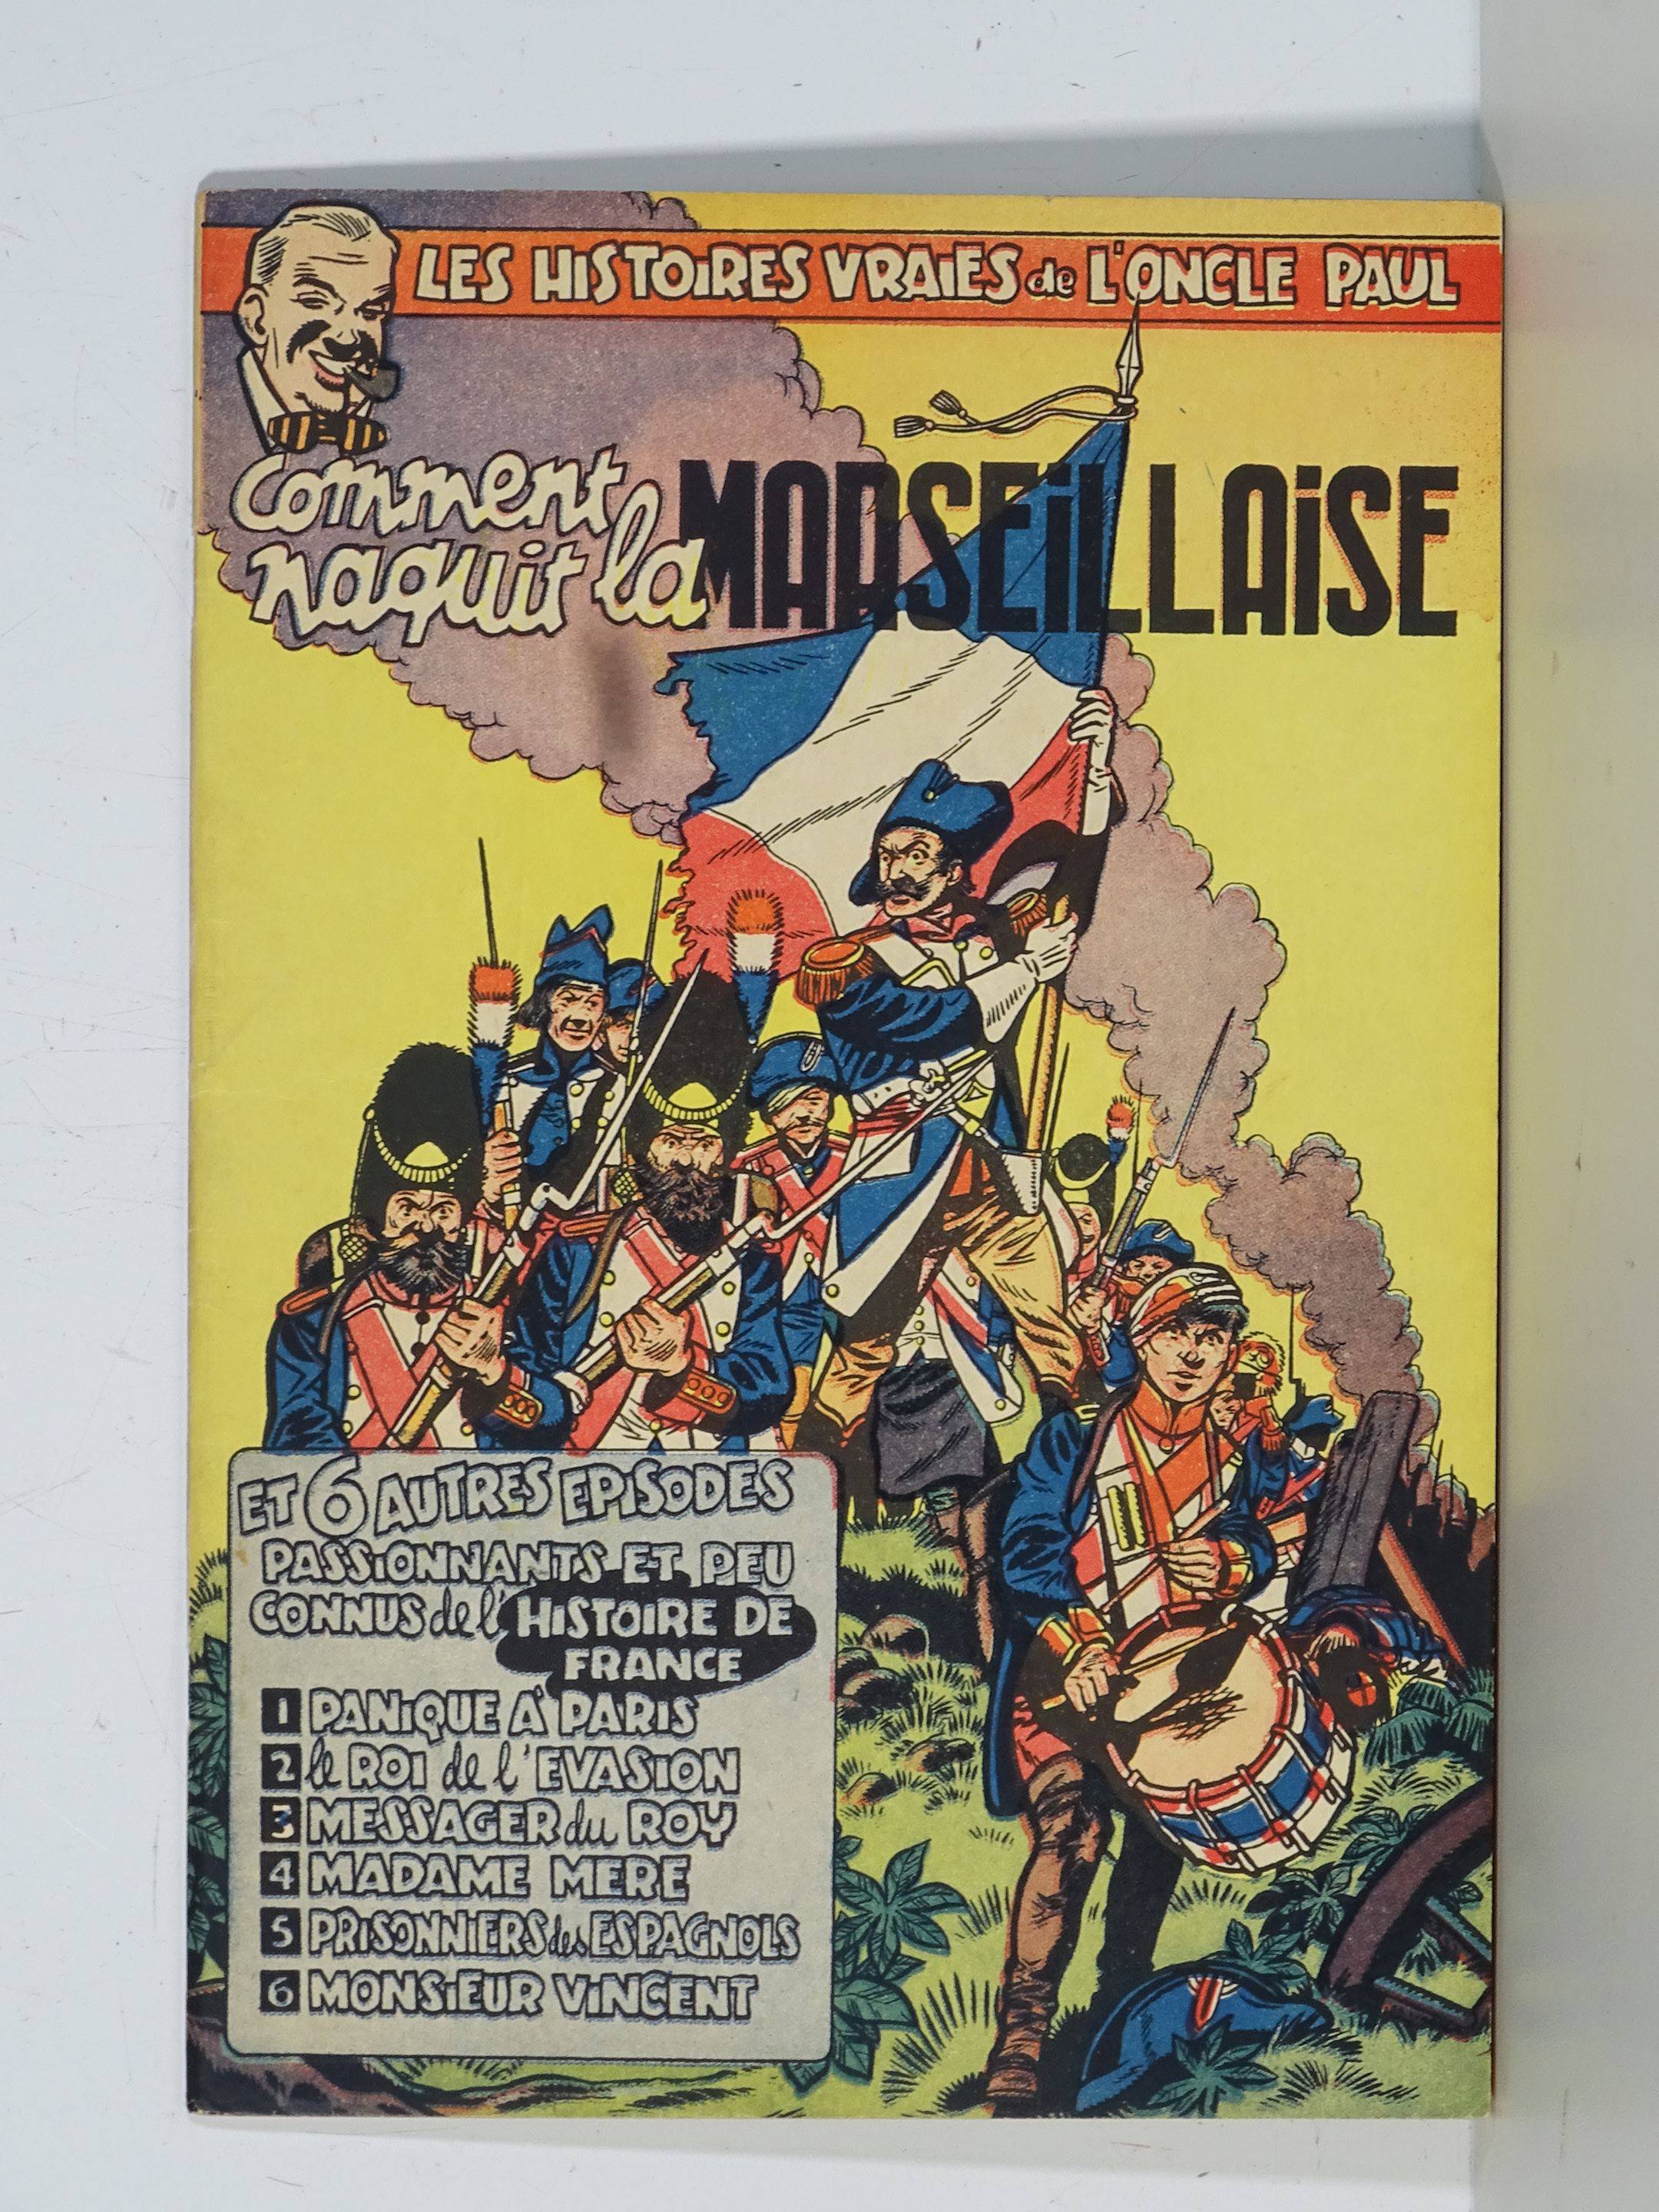 LES HISTOIRES VRAIES de L'ONCLE PAUL
comment
naquit la MARSEILLAISE
ET 6 AUTRES EPISODES
PASSIONNANTS ET PEU
CONNUS de l'HISTOIRE DE
FRANCE
1 PANIQUE À PARIS
2 le ROI de l'EVASION
3 MESSAGER du ROY
4 MADAME MERE
5 PRISONNIERS des ESPAGNOLS
6 MONSIEUR VINCENT